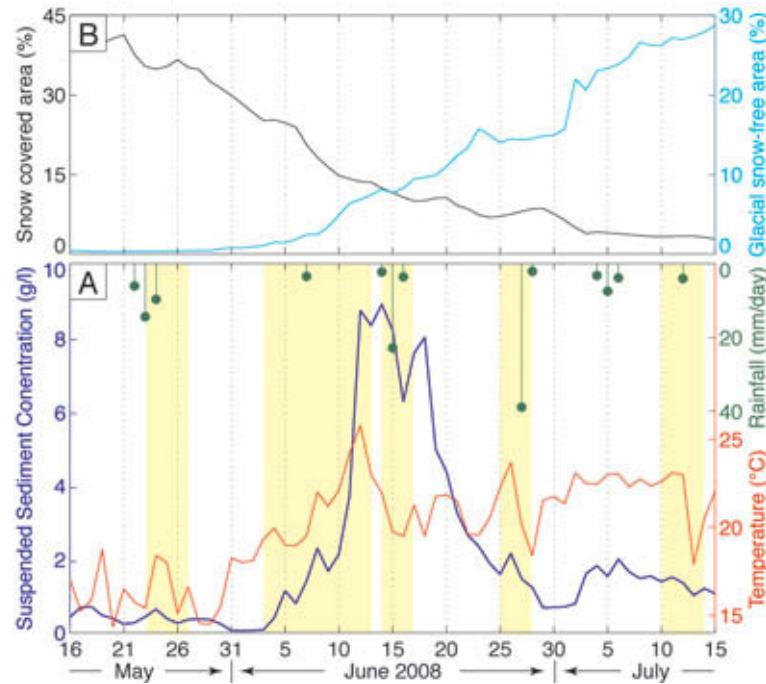 B
Snow covered area (%)
45
30
15
0
Glacial snow-free area (%)
30
20
10
0
A
Suspended Sediment Conentration (g/l)
10
8
6
4
2
0
Rainfall (mm/day)
0
20
40
Temperature (°C)
25
20
15
16 21 26 31 5 10 15 20 25 30 5 10 15
May June 2008 July